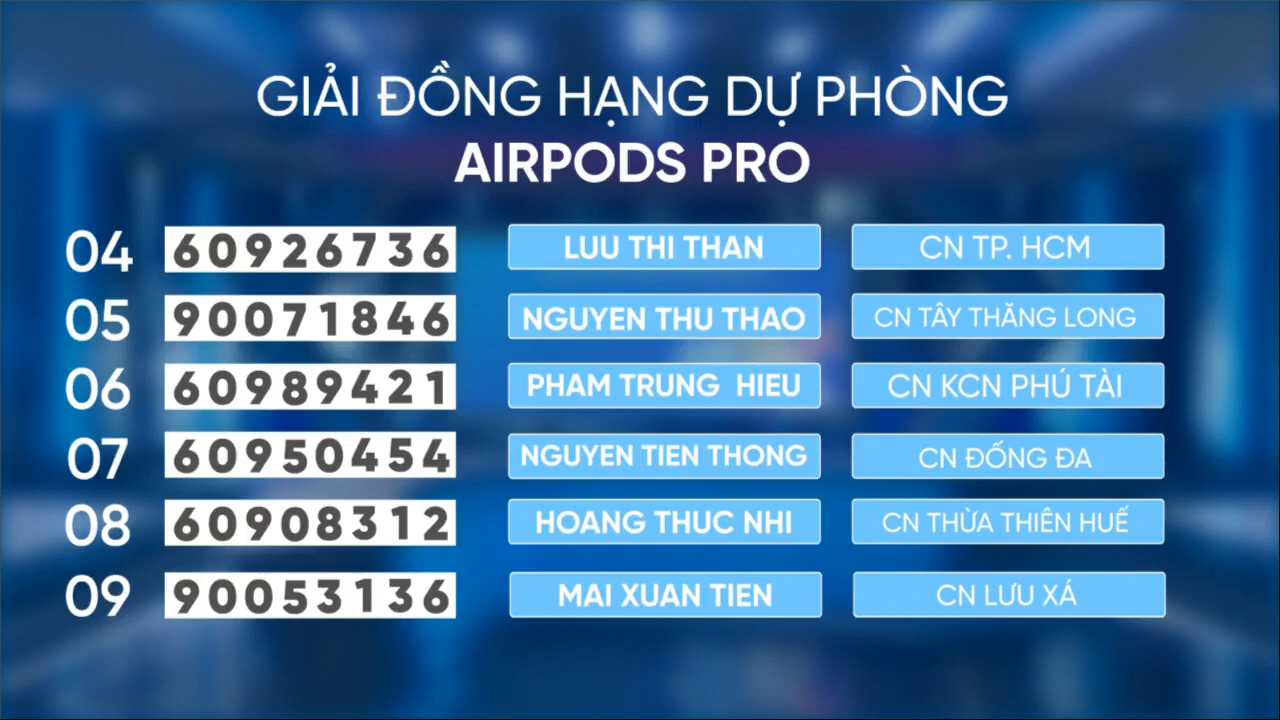 GIẢI ĐỒNG HẠNG DỰ PHÒNG
AIRPODS PRO
04 60926736 LUU THI THAN CN TP. HCM
05 90071846 NGUYEN THU THAO CN TÂY THĂNG LONG
06 60989421 PHAM TRUNG HIEU CN KCN PHÚ TÀI
07 60950454 NGUYEN TIEN THONG CN ĐỐNG ĐA
08 60908312 HOANG THUC NHI CN THỪA THIÊN HUẾ
09 90053136 MAI XUAN TIEN CN LƯU XÁ